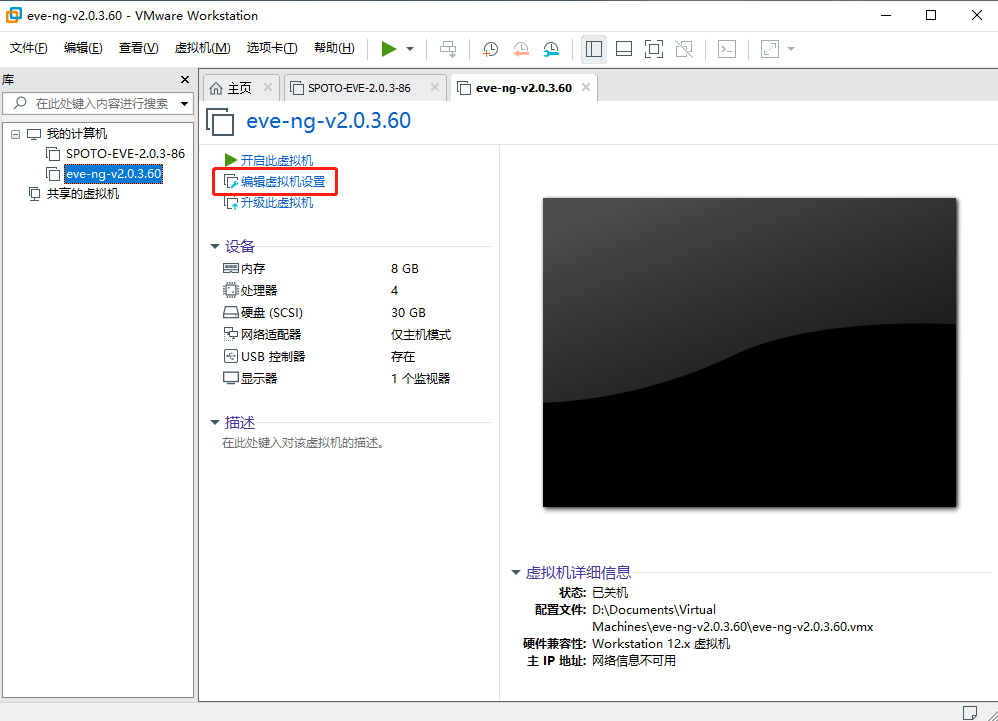 eve-ng-v2.0.3.60 - VMware Workstation
文件(F) 编辑(E) 查看(V) 虚拟机(M) 选项卡(T) 帮助(H)
库
在此处键入内容进行搜索
我的计算机
SPOTO-EVE-2.0.3-86
eve-ng-v2.0.3.60
共享的虚拟机
主页 SPOTO-EVE-2.0.3-86 eve-ng-v2.0.3.60
eve-ng-v2.0.3.60
开启此虚拟机
编辑虚拟机设置
升级此虚拟机
设备
内存 8 GB
处理器 4
硬盘 (SCSI) 30 GB
网络适配器 仅主机模式
USB 控制器 存在
显示器 1 个监视器
描述
在此处键入对该虚拟机的描述。
虚拟机详细信息
状态: 已关机
配置文件: D:\Documents\Virtual
Machines\eve-ng-v2.0.3.60\eve-ng-v2.0.3.60.vmx
硬件兼容性: Workstation 12.x 虚拟机
主 IP 地址: 网络信息不可用